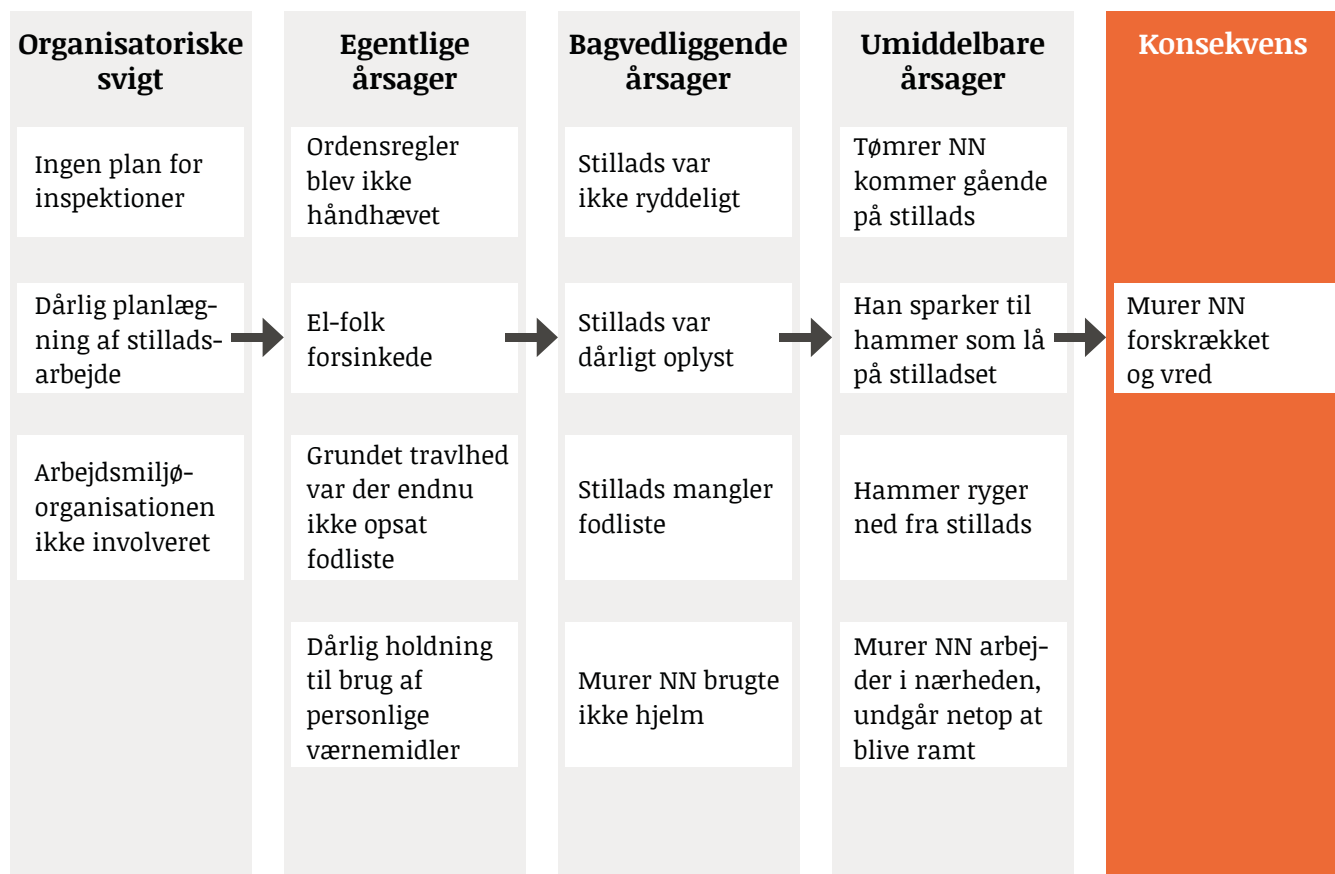 Organisatoriske
svigt
Ingen plan for
inspektioner
Dårlig planlæg-
ning af stillads-
arbejde
Arbejdsmiljø-
organisationen
ikke involveret
Egentlige
årsager
Ordensregler
blev ikke
håndhævet
El-folk
forsinkede
Grundet travlhed
var der endnu
ikke opsat
fodliste
Dårlig holdning
til brug af
personlige
værnemidler
Bagvedliggende
årsager
Stillads var
ikke ryddeligt
Stillads var
dårligt oplyst
Stillads mangler
fodliste
Murer NN brugte
ikke hjelm
Umiddelbare
årsager
Tømrer NN
kommer gående
på stillads
Han sparker til
hammer som lå
på stilladset
Hammer ryger
ned fra stillads
Murer NN arbej-
der i nærheden,
undgår netop at
blive ramt
Konsekvens
Murer NN
forskrækket
og vred